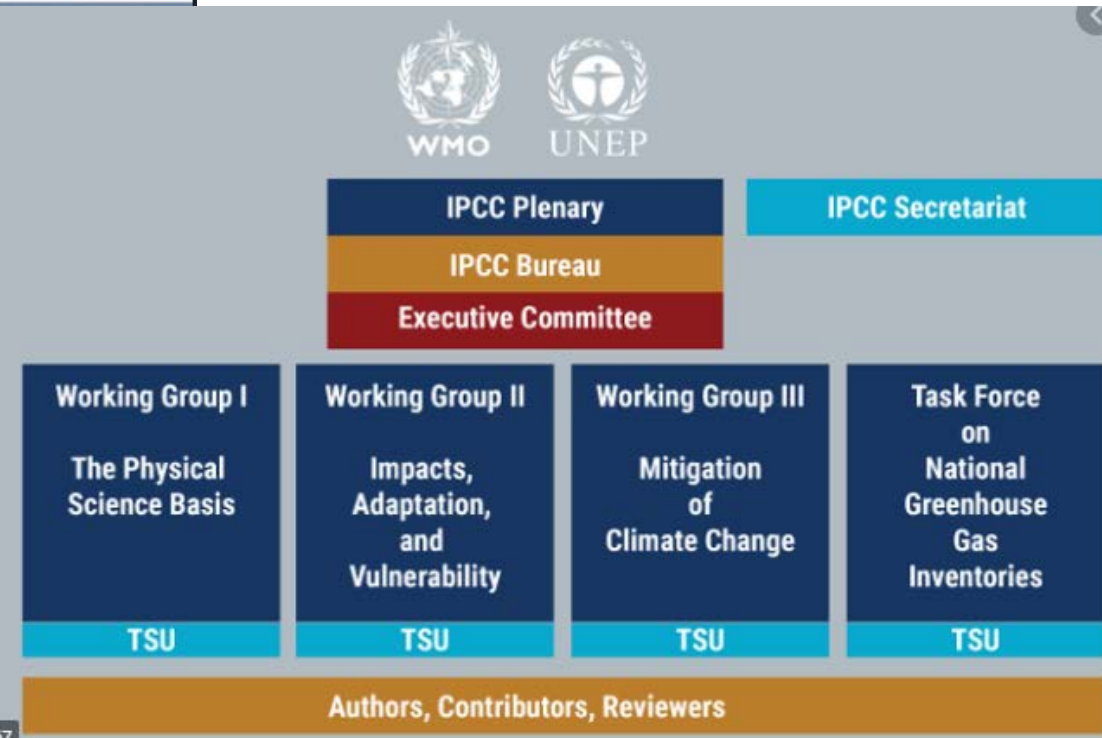 WMO
UNEP
IPCC Plenary
IPCC Secretariat
IPCC Bureau
Executive Committee
Working Group I
The Physical
Science Basis
TSU
Working Group II
Impacts,
Adaptation,
and
Vulnerability
TSU
Working Group III
Mitigation
of
Climate Change
TSU
Task Force
on
National
Greenhouse
Gas
Inventories
TSU
Authors, Contributors, Reviewers